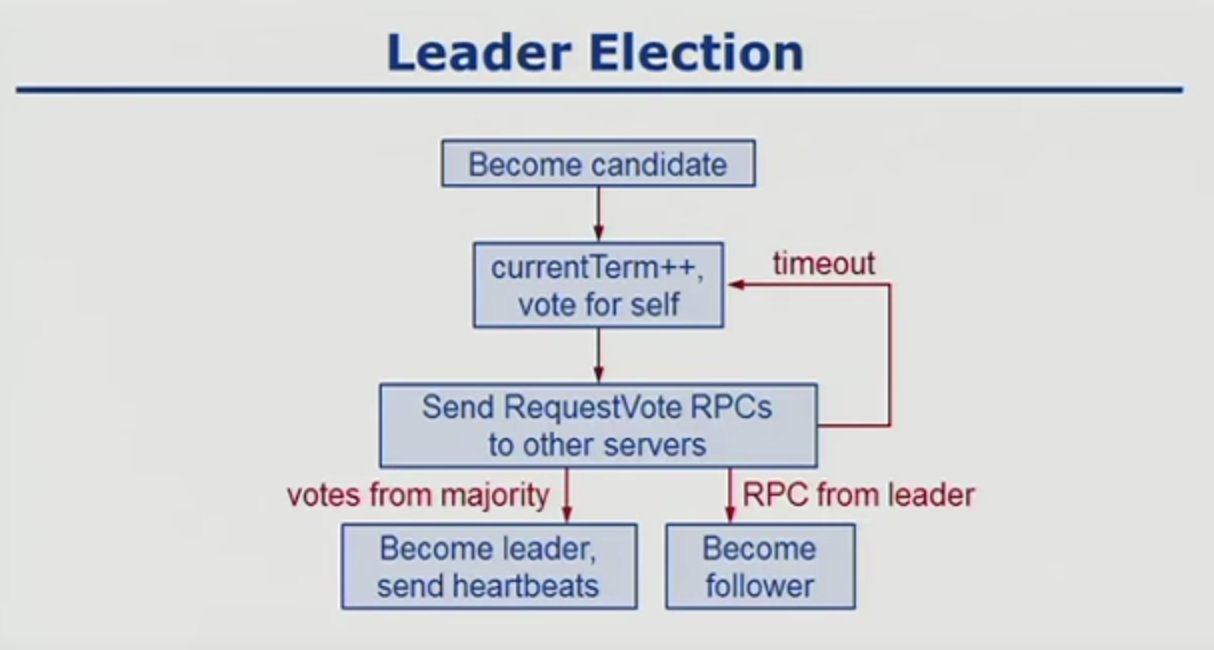 Leader Election
Become candidate
currentTerm++,
vote for self
timeout
Send RequestVote RPCs
to other servers
votes from majority
RPC from leader
Become leader,
send heartbeats
Become
follower